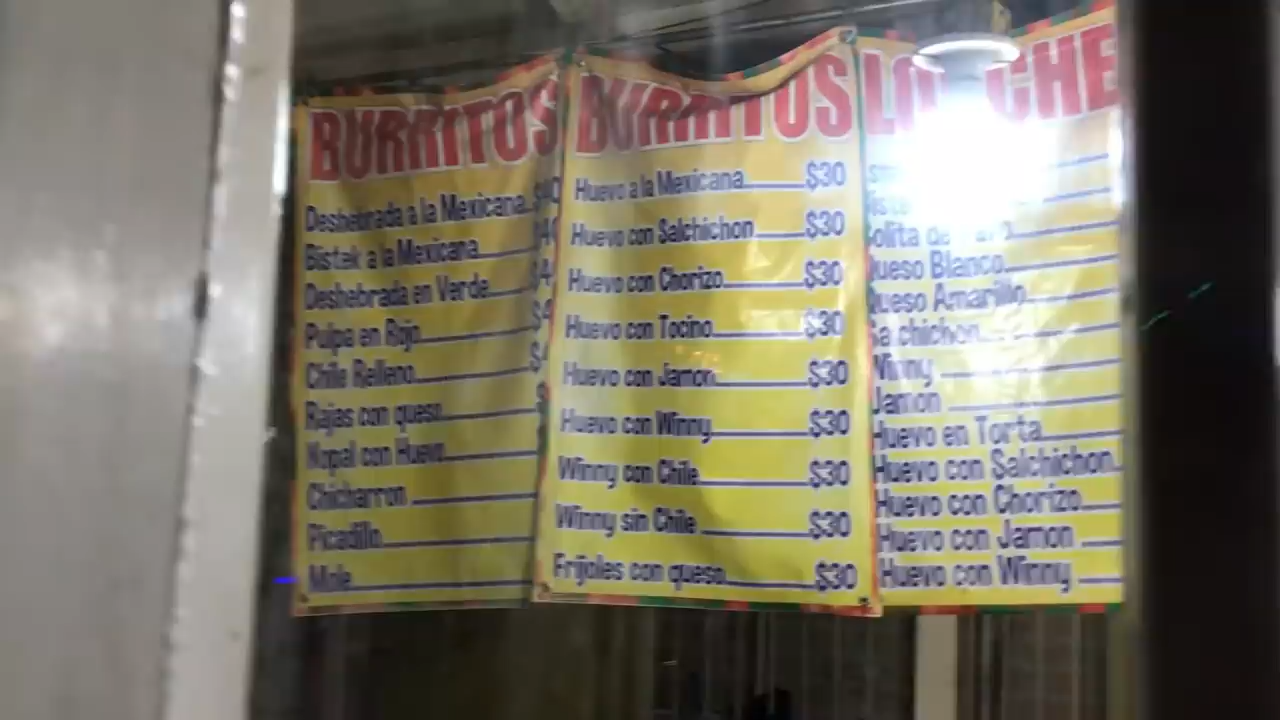 BURRITOS
Deshebrada a la Mexicana $40
Bistek a la Mexicana
Deshebrada en Verde
Pulpa en Rojo
Chile Relleno
Rajas con queso
Nopal con Huevo
Chicharron
Picadillo
Mole
BURRITOS
Huevo a la Mexicana $30
Huevo con Salchichon $30
Huevo con Chorizo $30
Huevo con Tocino $30
Huevo con Jamon $30
Huevo con Winny $30
Winny con Chile $30
Winny sin Chile $30
Frijoles con queso $30
Queso Blanco
Queso Amarillo
Winny
Jamon
Huevo en Torta
Huevo con Salchichon
Huevo con Chorizo
Huevo con Jamon
Huevo con Winny